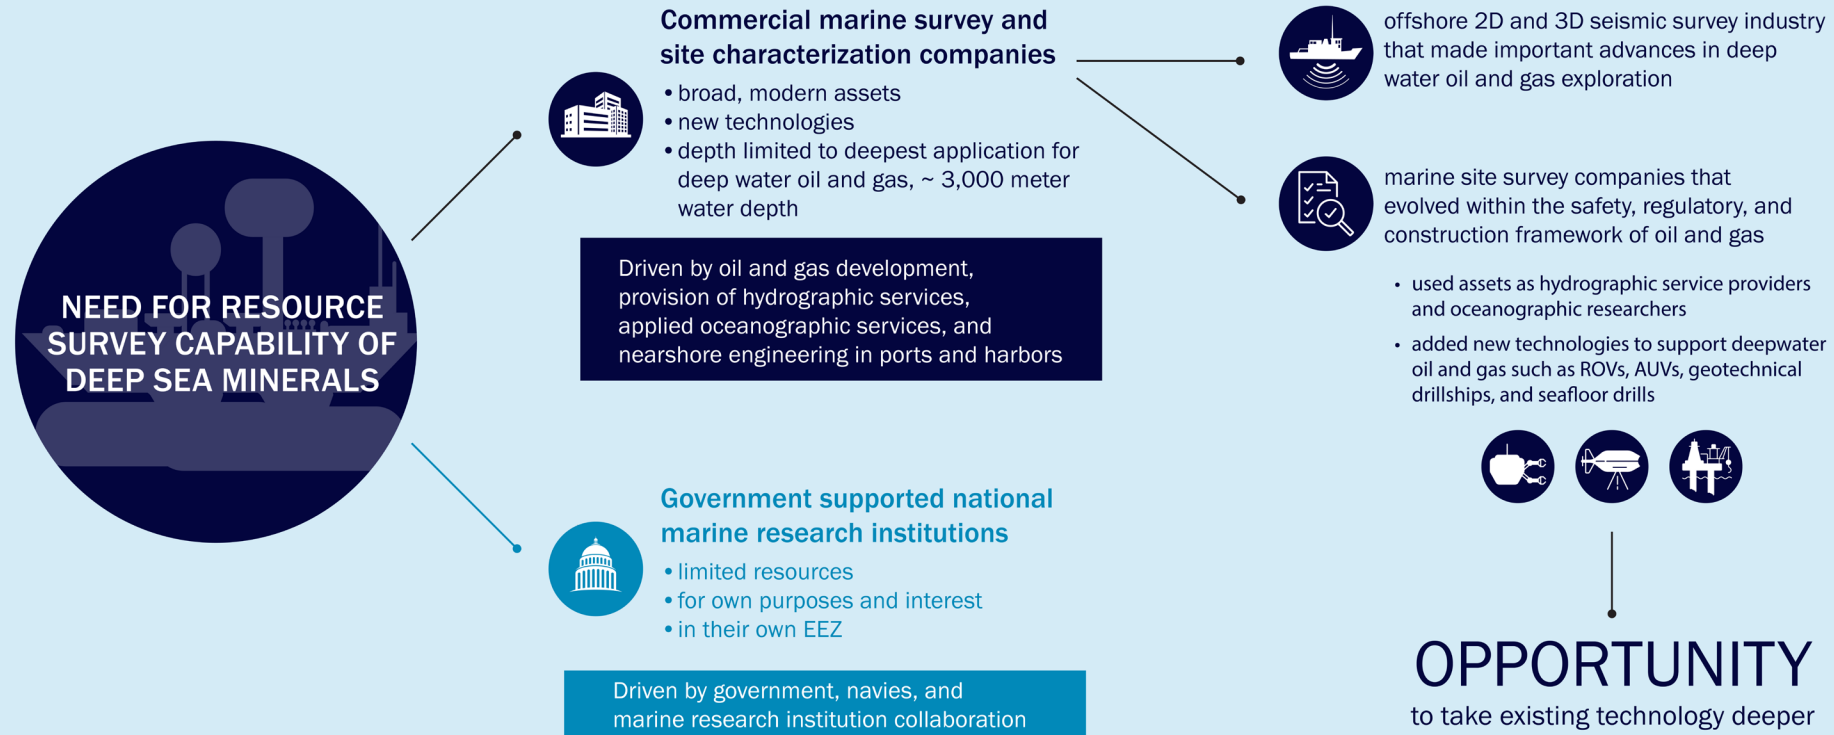 NEED FOR RESOURCE
SURVEY CAPABILITY OF
DEEP SEA MINERALS
Commercial marine survey and
site characterization companies
• broad, modern assets
• new technologies
• depth limited to deepest application for
deep water oil and gas, ~ 3,000 meter
water depth
Driven by oil and gas development,
provision of hydrographic services,
applied oceanographic services, and
nearshore engineering in ports and harbors
Government supported national
marine research institutions
• limited resources
• for own purposes and interest
• in their own EEZ
Driven by government, navies, and
marine research institution collaboration
offshore 2D and 3D seismic survey industry
that made important advances in deep
water oil and gas exploration
marine site survey companies that
evolved within the safety, regulatory, and
construction framework of oil and gas
• used assets as hydrographic service providers
and oceanographic researchers
• added new technologies to support deepwater
oil and gas such as ROVs, AUVs, geotechnical
drillships, and seafloor drills
OPPORTUNITY
to take existing technology deeper